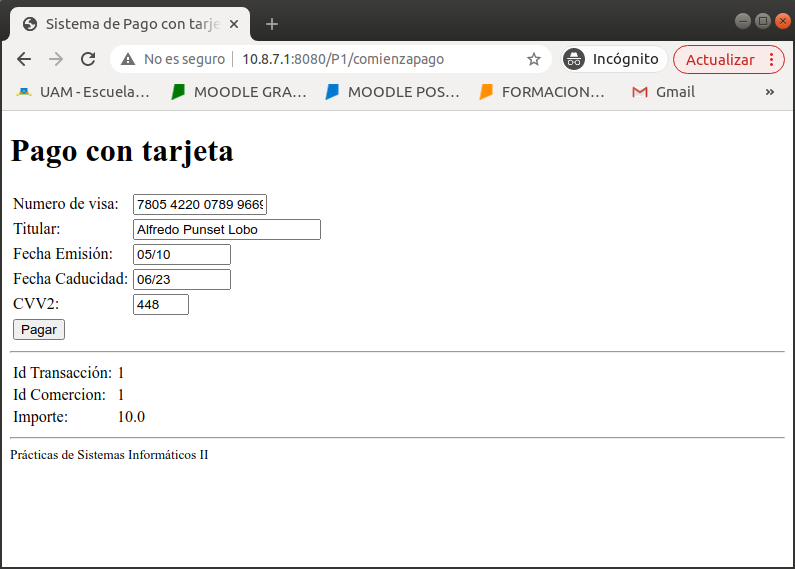 Sistema de Pago con tarje
No es seguro 10.8.7.1:8080/P1/comienzapago Incógnito Actualizar
UAM - Escuela… MOODLE GRA… MOODLE POS… FORMACION… Gmail »
Pago con tarjeta
Numero de visa: 7805 4220 0789 9669
Titular: Alfredo Punset Lobo
Fecha Emisión: 05/10
Fecha Caducidad: 06/23
CVV2: 448
Pagar
Id Transacción: 1
Id Comercion: 1
Importe: 10.0
Prácticas de Sistemas Informáticos II